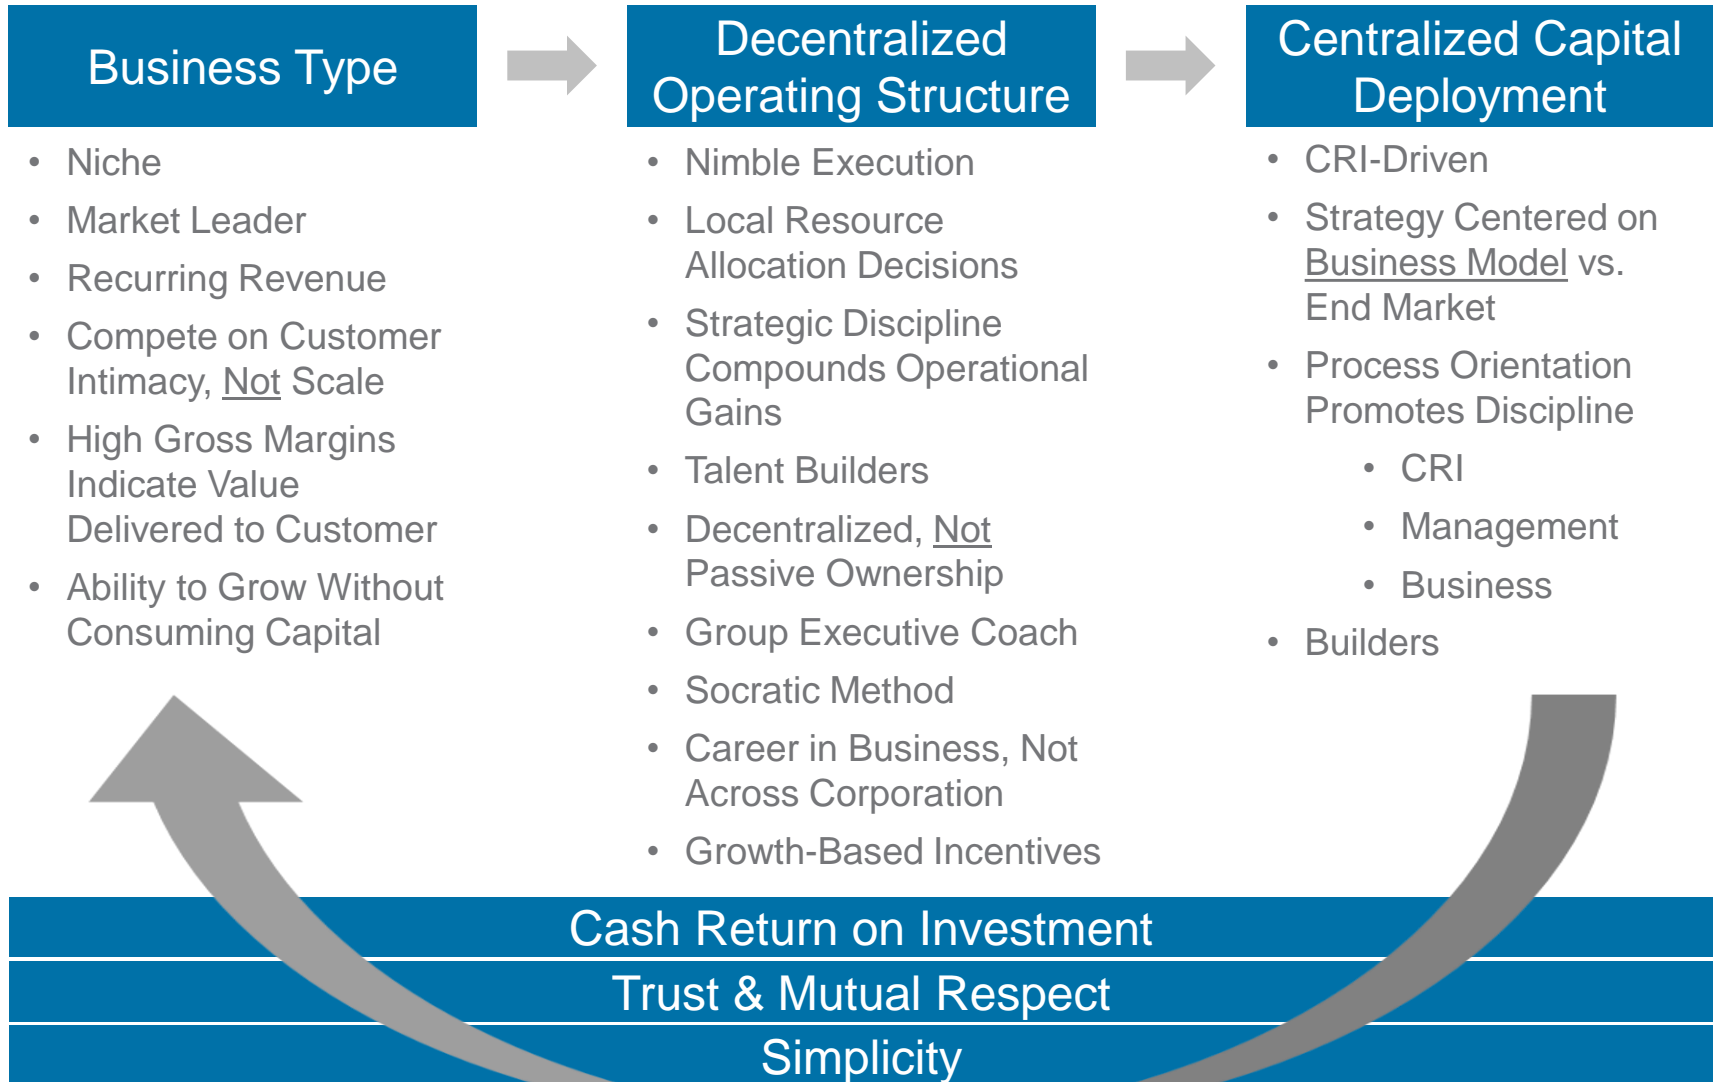 Business Type
• Niche
• Market Leader
• Recurring Revenue
• Compete on Customer
Intimacy, Not Scale
• High Gross Margins
Indicate Value
Delivered to Customer
• Ability to Grow Without
Consuming Capital
Decentralized
Operating Structure
• Nimble Execution
• Local Resource
Allocation Decisions
• Strategic Discipline
Compounds Operational
Gains
• Talent Builders
• Decentralized, Not
Passive Ownership
• Group Executive Coach
• Socratic Method
• Career in Business, Not
Across Corporation
• Growth-Based Incentives
Centralized Capital
Deployment
• CRI-Driven
• Strategy Centered on
Business Model vs.
End Market
• Process Orientation
Promotes Discipline
• CRI
• Management
• Business
• Builders
Cash Return on Investment
Trust & Mutual Respect
Simplicity